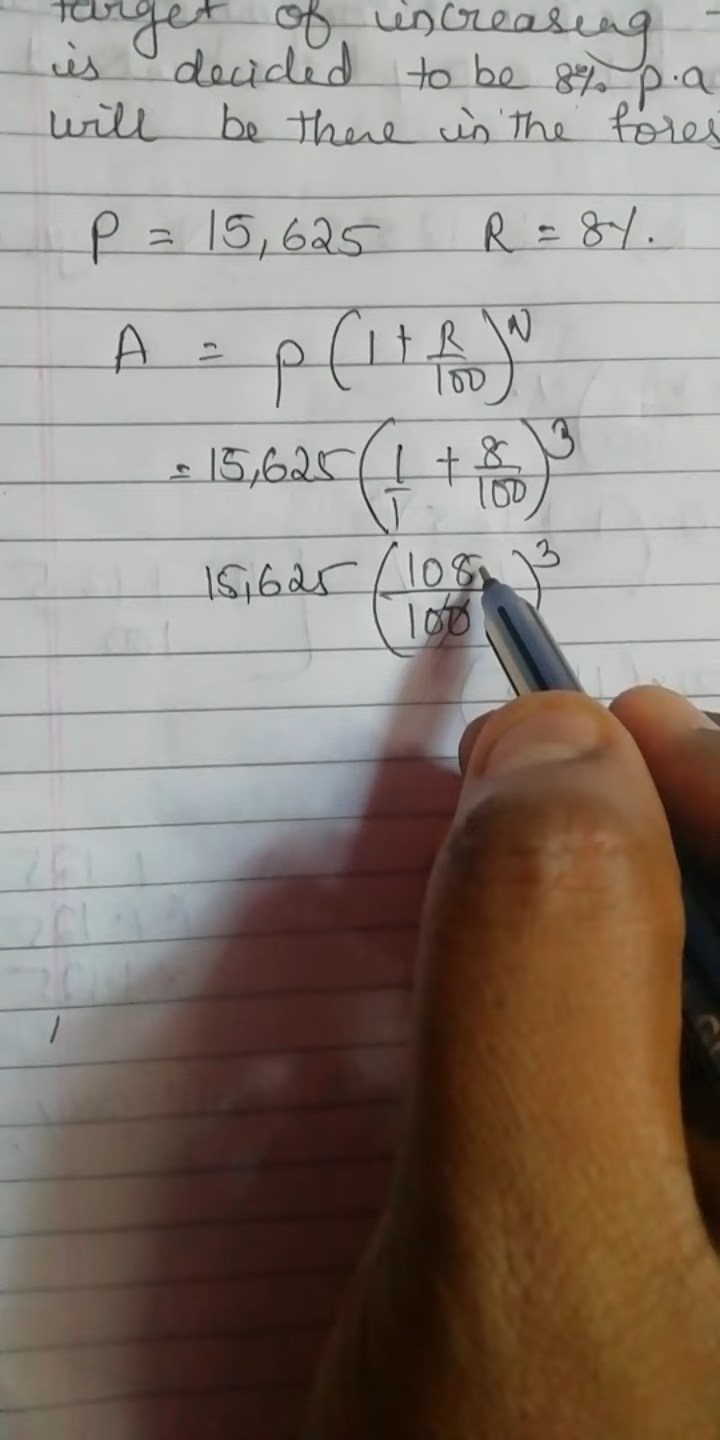 target of increasing
is decided to be 8% p.a
will be there in the fores
P = 15,625 R = 8%.
A = P (1 + R/100)^N
= 15,625 (1/1 + 8/100)^3
15,625 (108/100)^3